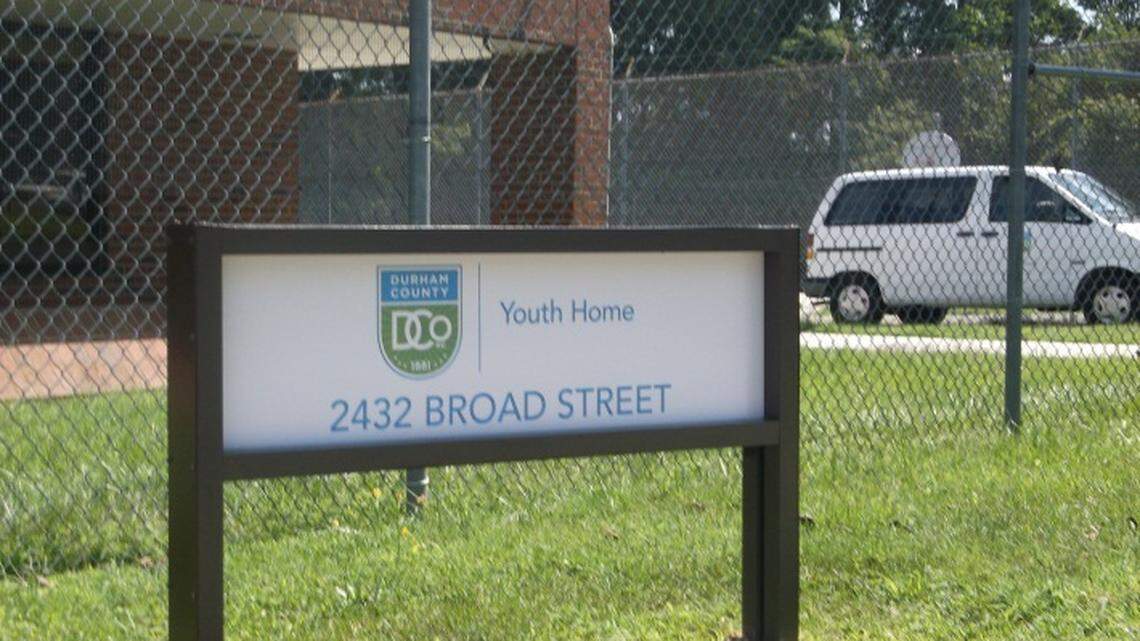 DURHAM
COUNTY
DCo
1881
Youth Home
2432 BROAD STREET